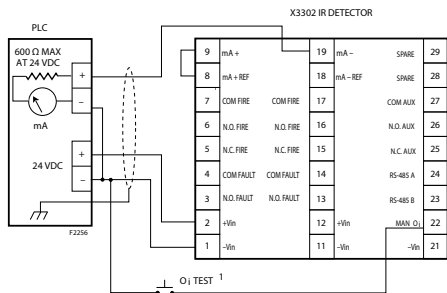 PLC
X3302 IR DETECTOR
600 Ω MAX
AT 24 VDC
+
–
mA
24 VDC
+
–
F2256
9 mA + 19 mA – SPARE 29
8 mA + REF 18 mA – REF SPARE 28
7 COM FIRE COM FIRE 17 COM AUX 27
6 N.O. FIRE N.O. FIRE 16 N.O. AUX 26
5 N.C. FIRE N.C. FIRE 15 N.C. AUX 25
4 COM FAULT COM FAULT 14 RS-485 A 24
3 N.O. FAULT N.O. FAULT 13 RS-485 B 23
2 +Vin 12 +Vin MAN Oi 22
1 –Vin 11 –Vin –Vin 21
Oi TEST 1